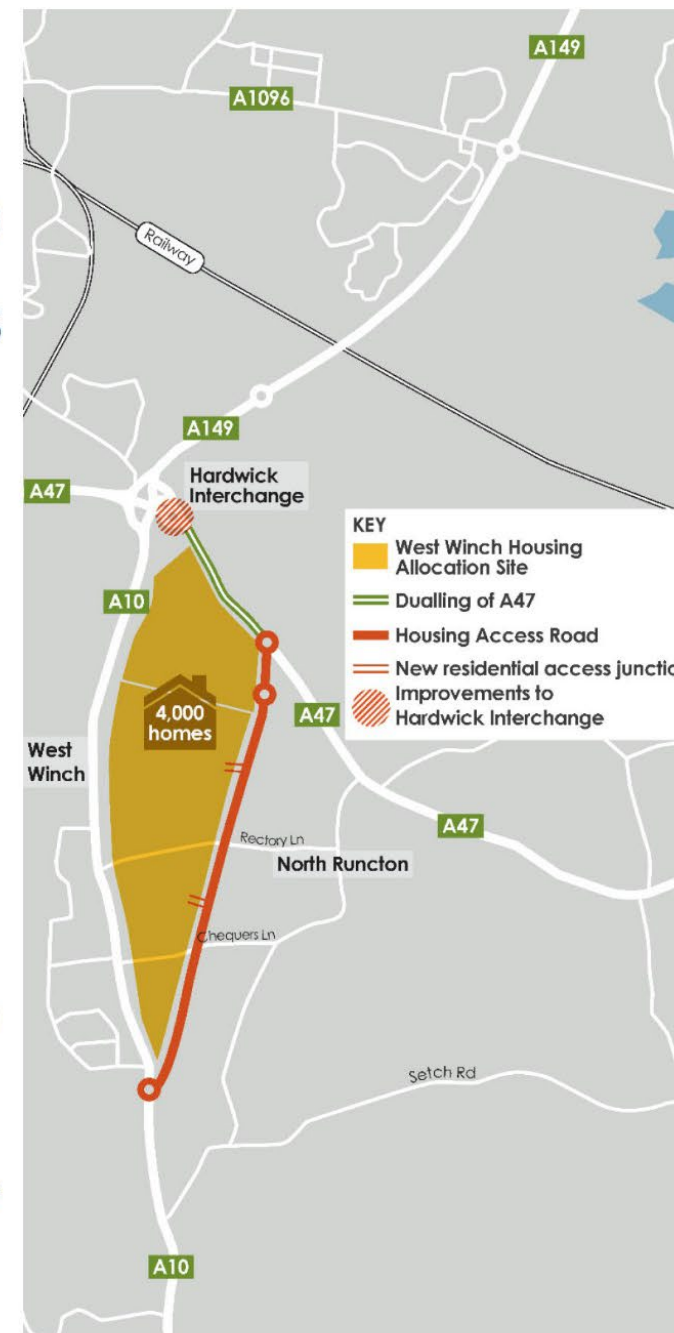 A149
A1096
Railway
A149
Hardwick
Interchange
A47
KEY
West Winch Housing
Allocation Site
Dualling of A47
Housing Access Road
New residential access junctio
Improvements to
Hardwick Interchange
A10
4,000
homes
A47
West
Winch
A47
Rectory Ln
North Runcton
Chequers Ln
Setch Rd
A10